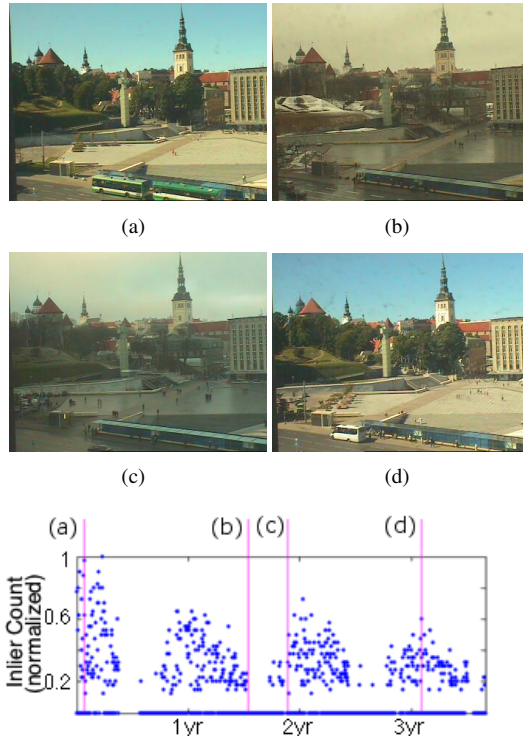 (a) (b)
(c) (d)
(a) (b) (c) (d)
Inlier Count
(normalized)
1
0.6
0.2
1yr 2yr 3yr